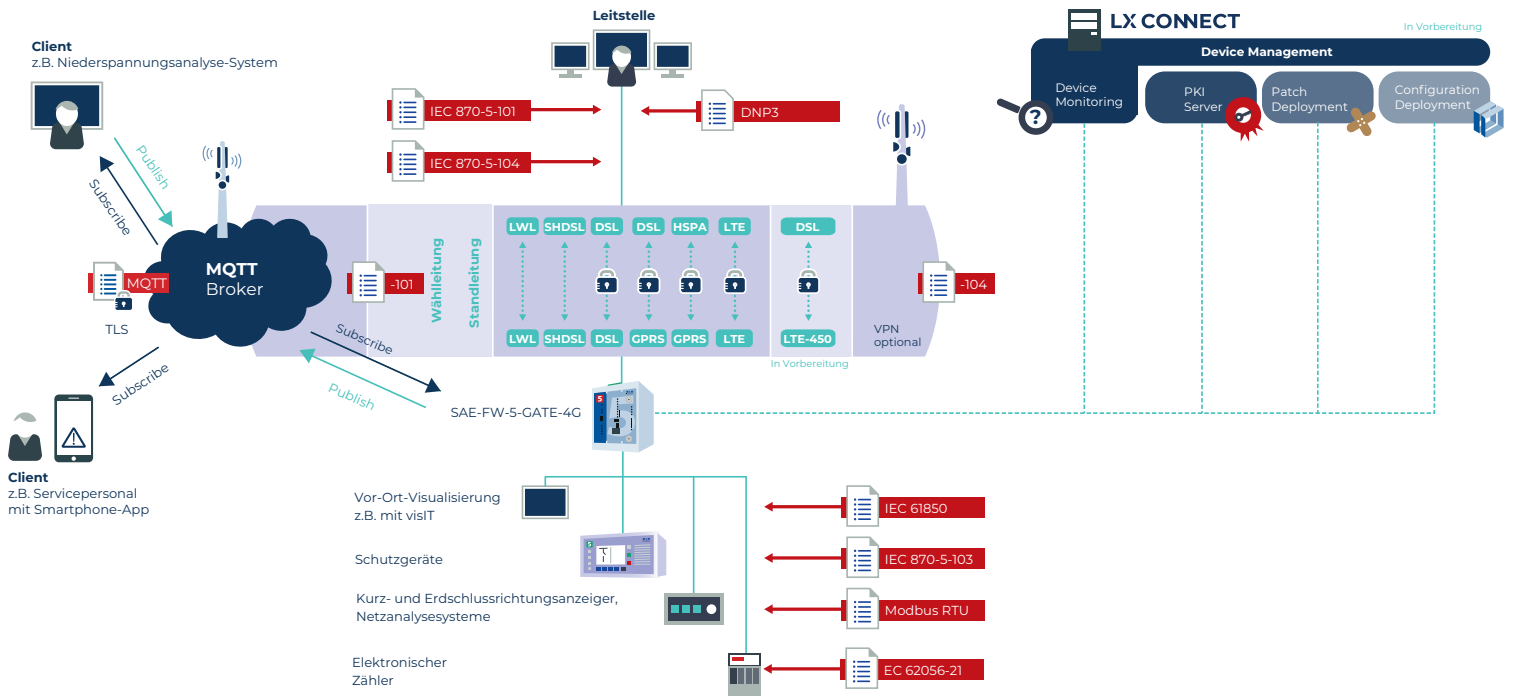 Leitstelle
LX CONNECT
In Vorbereitung
Device Management
Device
Monitoring
PKI
Server
Patch
Deployment
Configuration
Deployment
?
Client
z.B. Niederspannungsanalyse-System
IEC 870-5-101
DNP3
IEC 870-5-104
Publish
Subscribe
MQTT
Broker
MQTT
TLS
-101
Wählleitung
Standleitung
LWL SHDSL DSL DSL HSPA LTE DSL
LWL SHDSL DSL GPRS GPRS LTE LTE-450
In Vorbereitung
-104
VPN
optional
Subscribe
Publish
Subscribe
SAE-FW-5-GATE-4G
Client
z.B. Servicepersonal
mit Smartphone-App
Vor-Ort-Visualisierung
z.B. mit visIT
IEC 61850
Schutzgeräte
IEC 870-5-103
Kurz- und Erdschlussrichtungsanzeiger,
Netzanalysesysteme
Modbus RTU
Elektronischer
Zähler
EC 62056-21